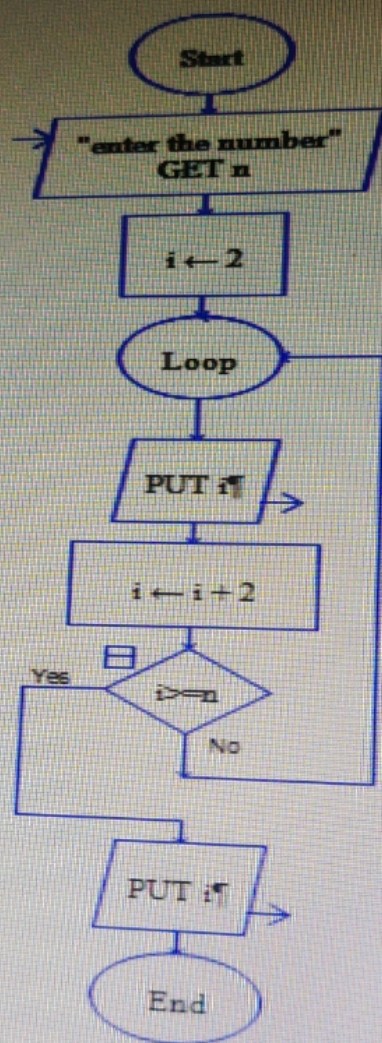 Start
"enter the number"
GET n
i ← 2
Loop
PUT i¶
i ← i + 2
Yes
i>=n
No
PUT i¶
End